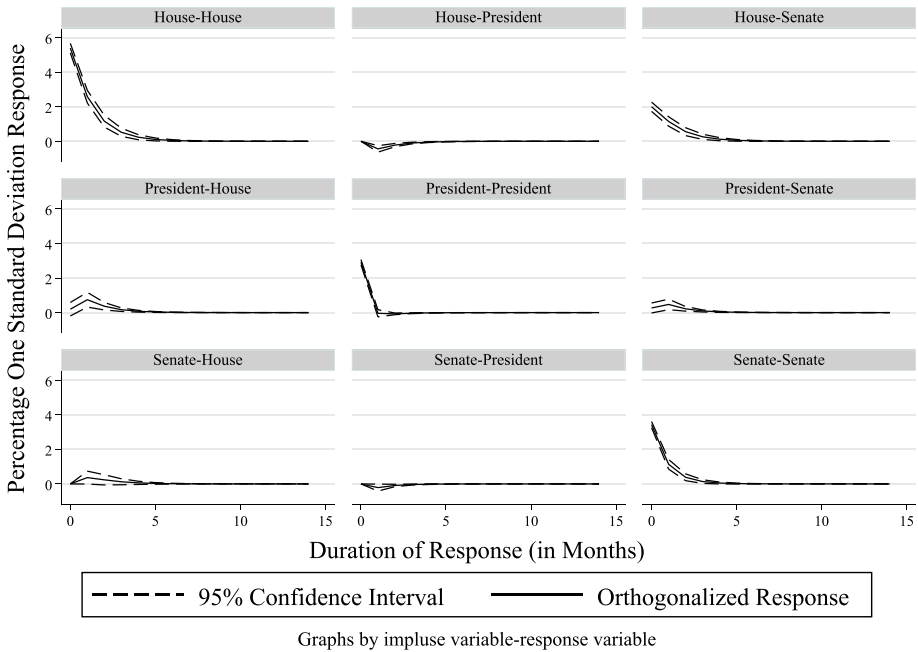 House-House House-President House-Senate
6
4
2
0
President-House President-President President-Senate
6
4
2
0
Senate-House Senate-President Senate-Senate
6
4
2
0
0 5 10 15 0 5 10 15 0 5 10 15
Percentage One Standard Deviation Response
Duration of Response (in Months)
95% Confidence Interval Orthogonalized Response
Graphs by impluse variable-response variable